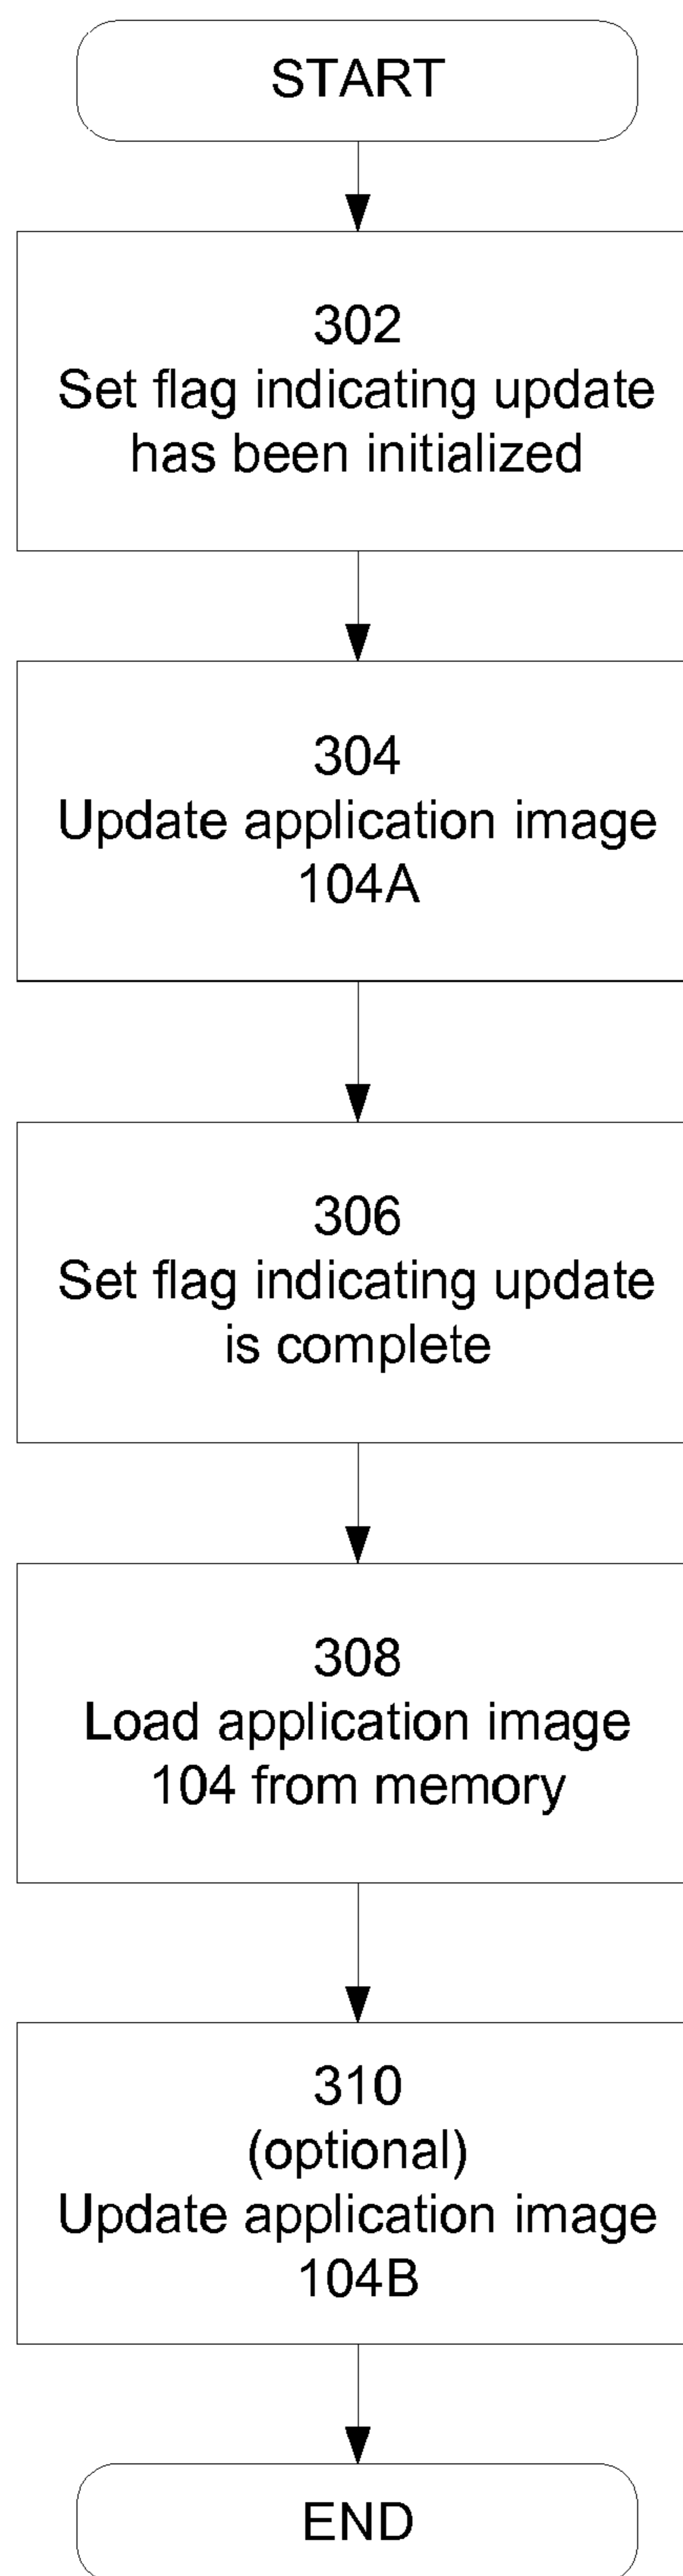 START
302
Set flag indicating update
has been initialized
304
Update application image
104A
306
Set flag indicating update
is complete
308
Load application image
104 from memory
310
(optional)
Update application image
104B
END